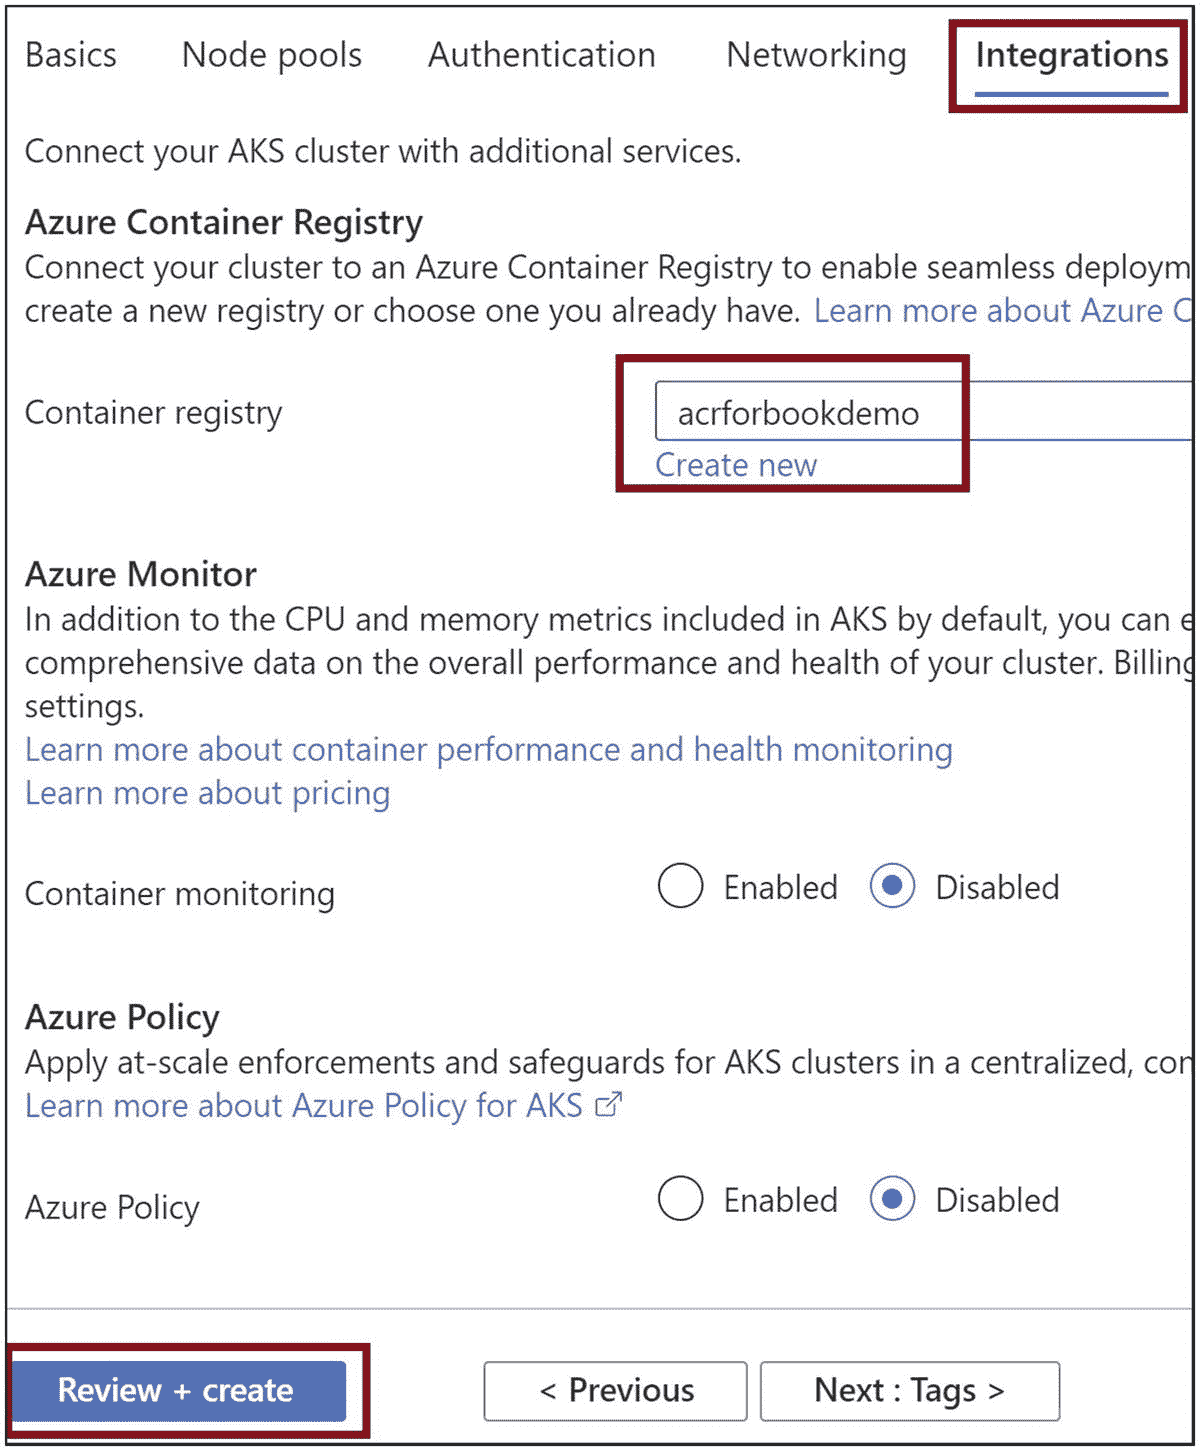 Basics Node pools Authentication Networking Integrations
Connect your AKS cluster with additional services.
Azure Container Registry
Connect your cluster to an Azure Container Registry to enable seamless deploym
create a new registry or choose one you already have. Learn more about Azure C
Container registry acrforbookdemo
Create new
Azure Monitor
In addition to the CPU and memory metrics included in AKS by default, you can e
comprehensive data on the overall performance and health of your cluster. Billing
settings.
Learn more about container performance and health monitoring
Learn more about pricing
Container monitoring Enabled Disabled
Azure Policy
Apply at-scale enforcements and safeguards for AKS clusters in a centralized, con
Learn more about Azure Policy for AKS
Azure Policy Enabled Disabled
Review + create < Previous Next : Tags >